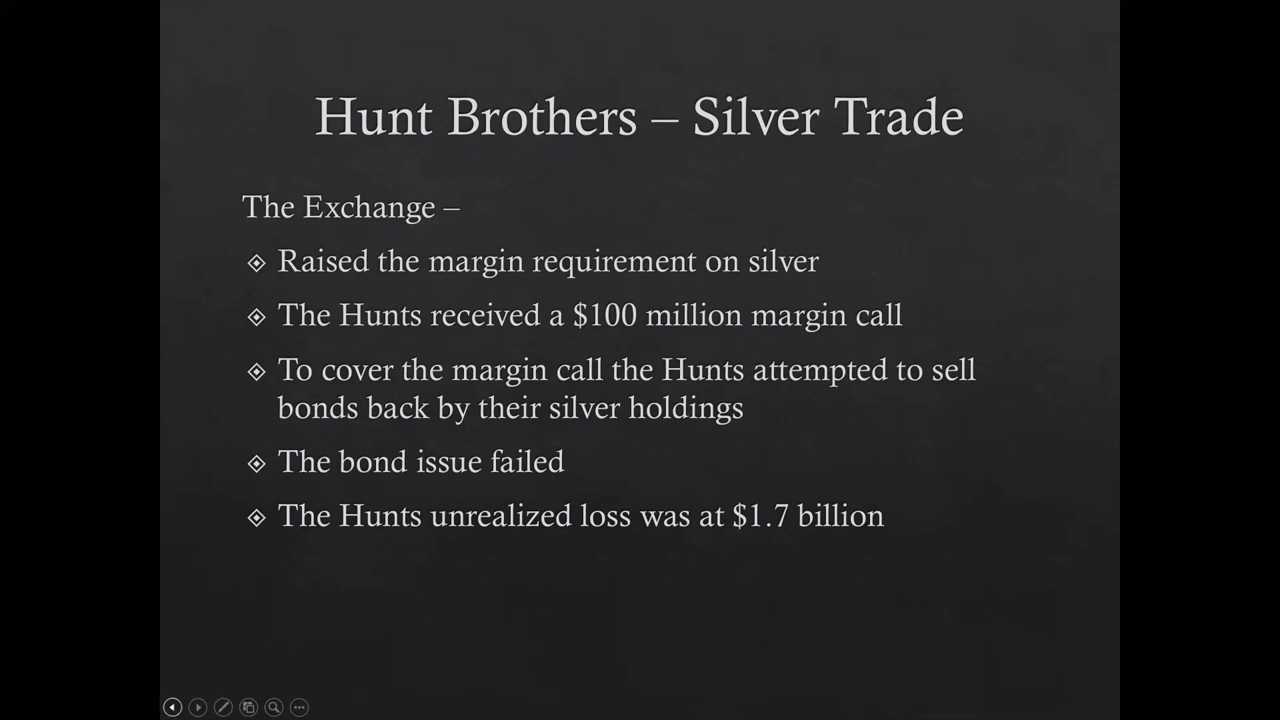 Hunt Brothers – Silver Trade
The Exchange –
Raised the margin requirement on silver
The Hunts received a $100 million margin call
To cover the margin call the Hunts attempted to sell
bonds back by their silver holdings
The bond issue failed
The Hunts unrealized loss was at $1.7 billion